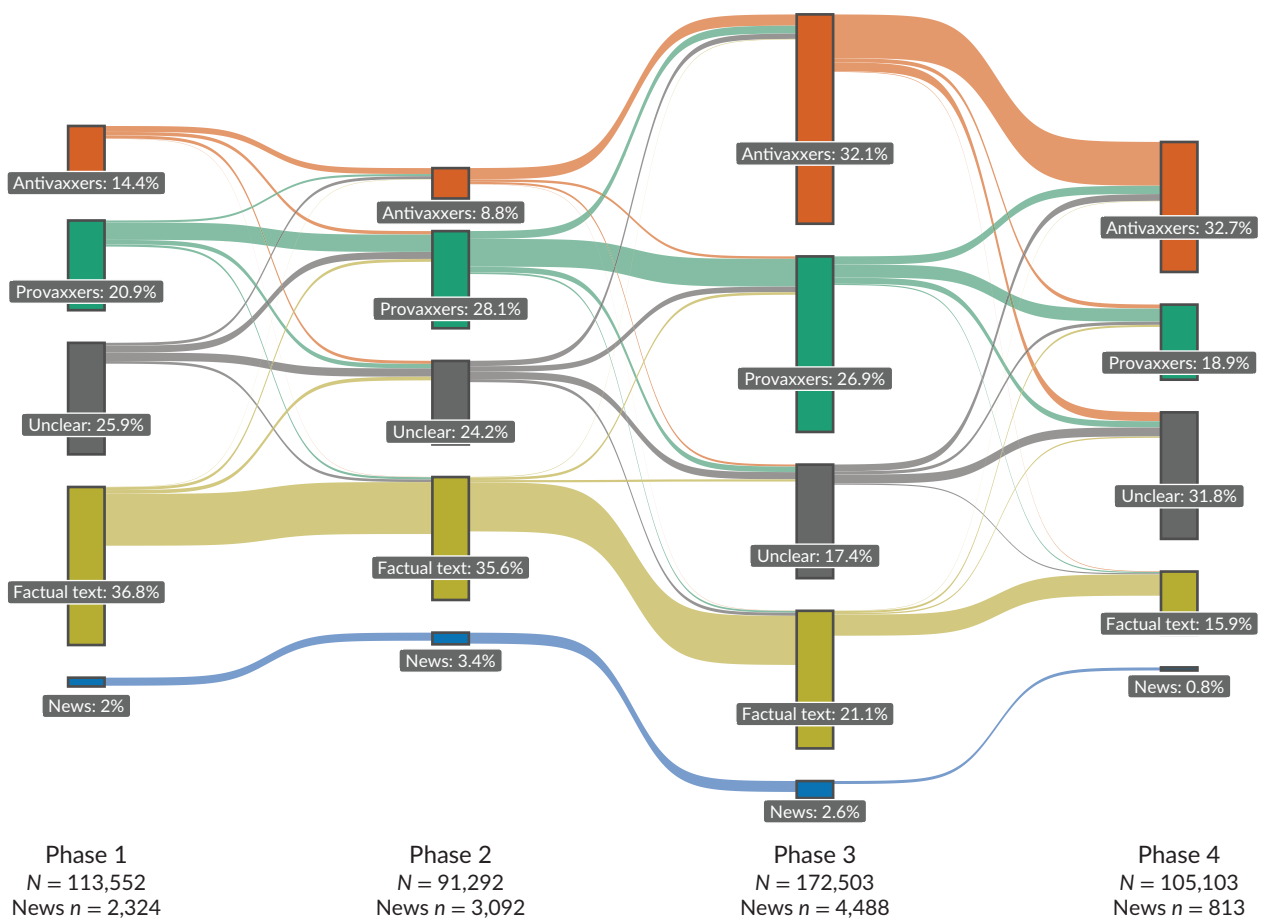 Antivaxxers: 14.4%
Provaxxers: 20.9%
Unclear: 25.9%
Factual text: 36.8%
News: 2%
Antivaxxers: 8.8%
Provaxxers: 28.1%
Unclear: 24.2%
Factual text: 35.6%
News: 3.4%
Antivaxxers: 32.1%
Provaxxers: 26.9%
Unclear: 17.4%
Factual text: 21.1%
News: 2.6%
Antivaxxers: 32.7%
Provaxxers: 18.9%
Unclear: 31.8%
Factual text: 15.9%
News: 0.8%
Phase 1
N = 113,552
News n = 2,324
Phase 2
N = 91,292
News n = 3,092
Phase 3
N = 172,503
News n = 4,488
Phase 4
N = 105,103
News n = 813